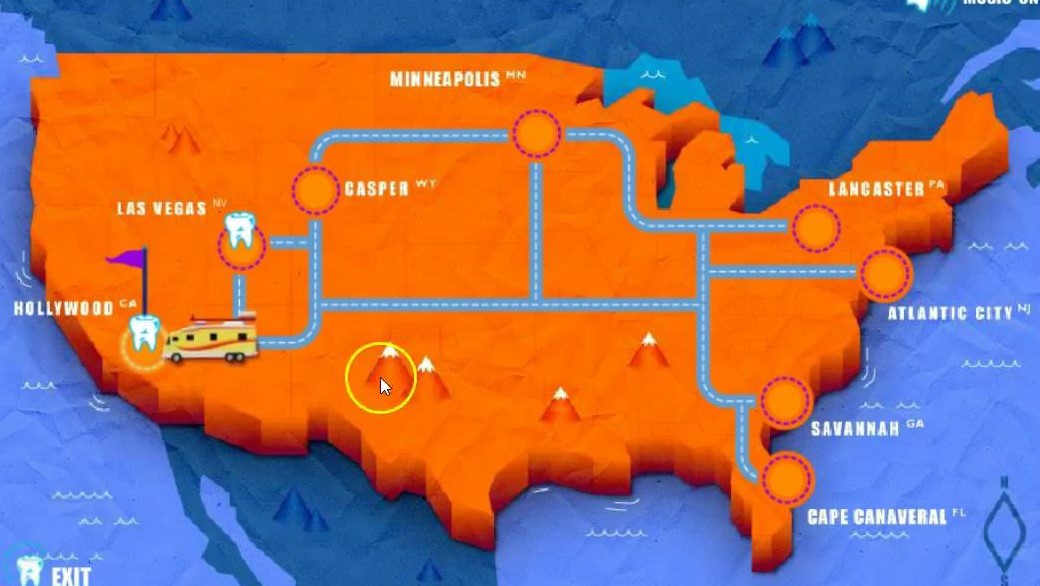 MUSIC ON
MINNEAPOLIS MN
CASPER WY
LANCASTER PA
LAS VEGAS NV
HOLLYWOOD CA
ATLANTIC CITY NJ
SAVANNAH GA
N
CAPE CANAVERAL FL
EXIT
S